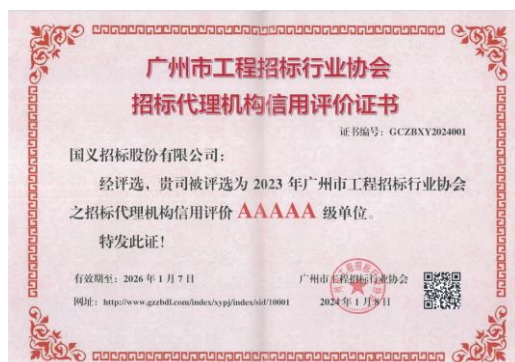 广州市工程招标行业协会
招标代理机构信用评价证书
证书编号：GCZBXY2024001
国义招标股份有限公司：
经评选，贵司被评选为 2023 年广州市工程招标行业协会
之招标代理机构信用评价 AAAAA 级单位。
特发此证！
有效期至：2026 年 1 月 7 日
广州市工程招标行业协会
网址：http://www.gzzbdl.com/index/xypj/index/sid/10001
2024 年 1 月 8 日